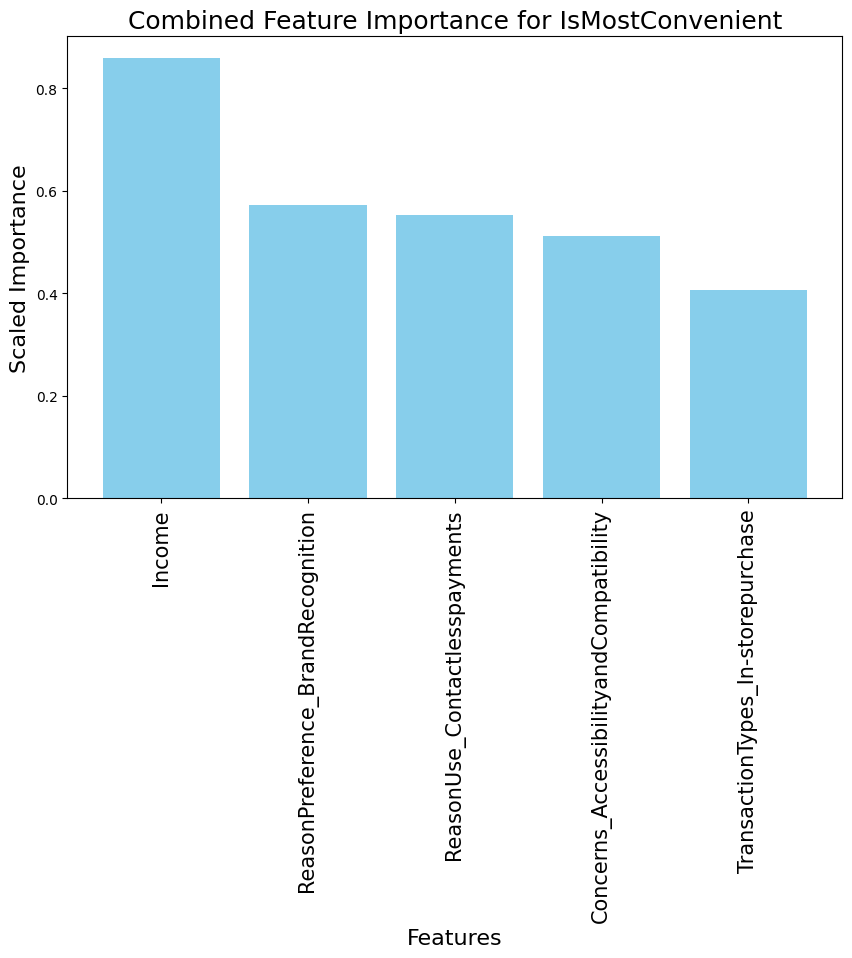 Combined Feature Importance for IsMostConvenient
Scaled Importance
0.8
0.6
0.4
0.2
0.0
Income
ReasonPreference_BrandRecognition
ReasonUse_Contactlesspayments
Concerns_AccessibilityandCompatibility
TransactionTypes_In-storepurchase
Features